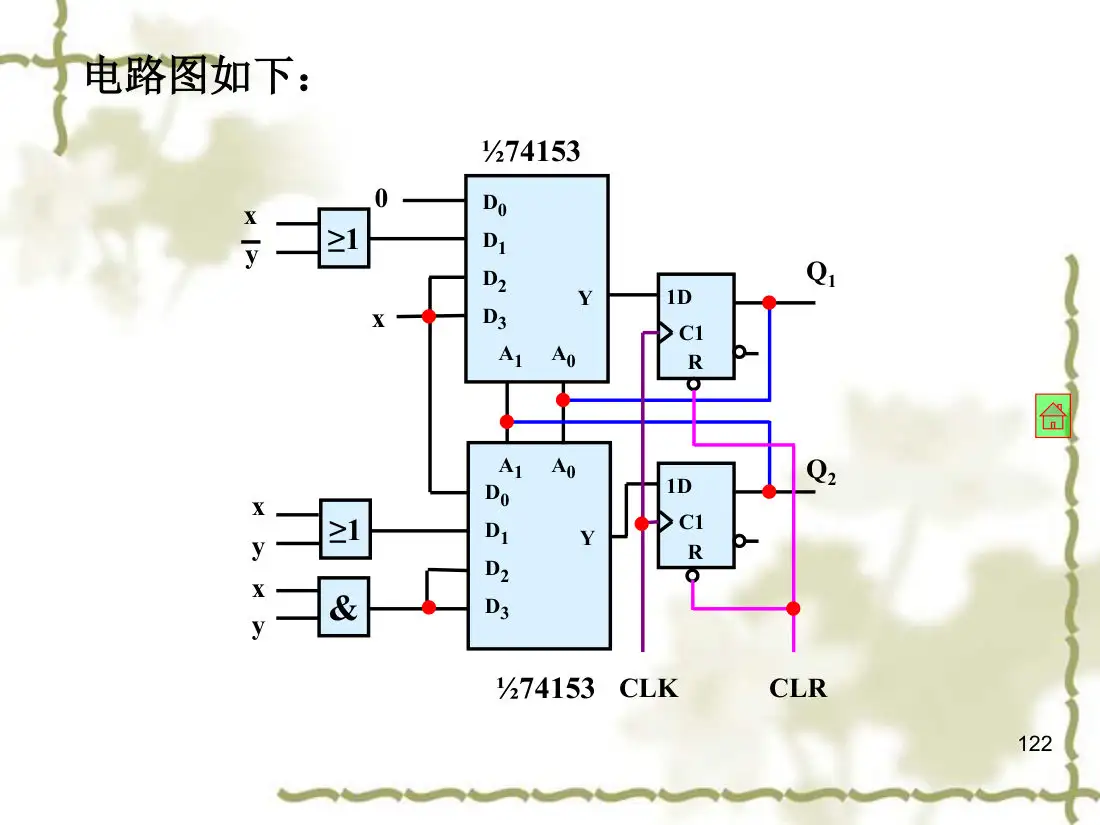 电路图如下：
½74153
0
x
y̅
≥1
x
D₀
D₁
D₂
D₃
Y
A₁ A₀
1D
C1
R
Q₁
x
y
≥1
x
y
&
A₁ A₀
D₀
D₁
D₂
D₃
Y
1D
C1
R
Q₂
½74153 CLK CLR
122